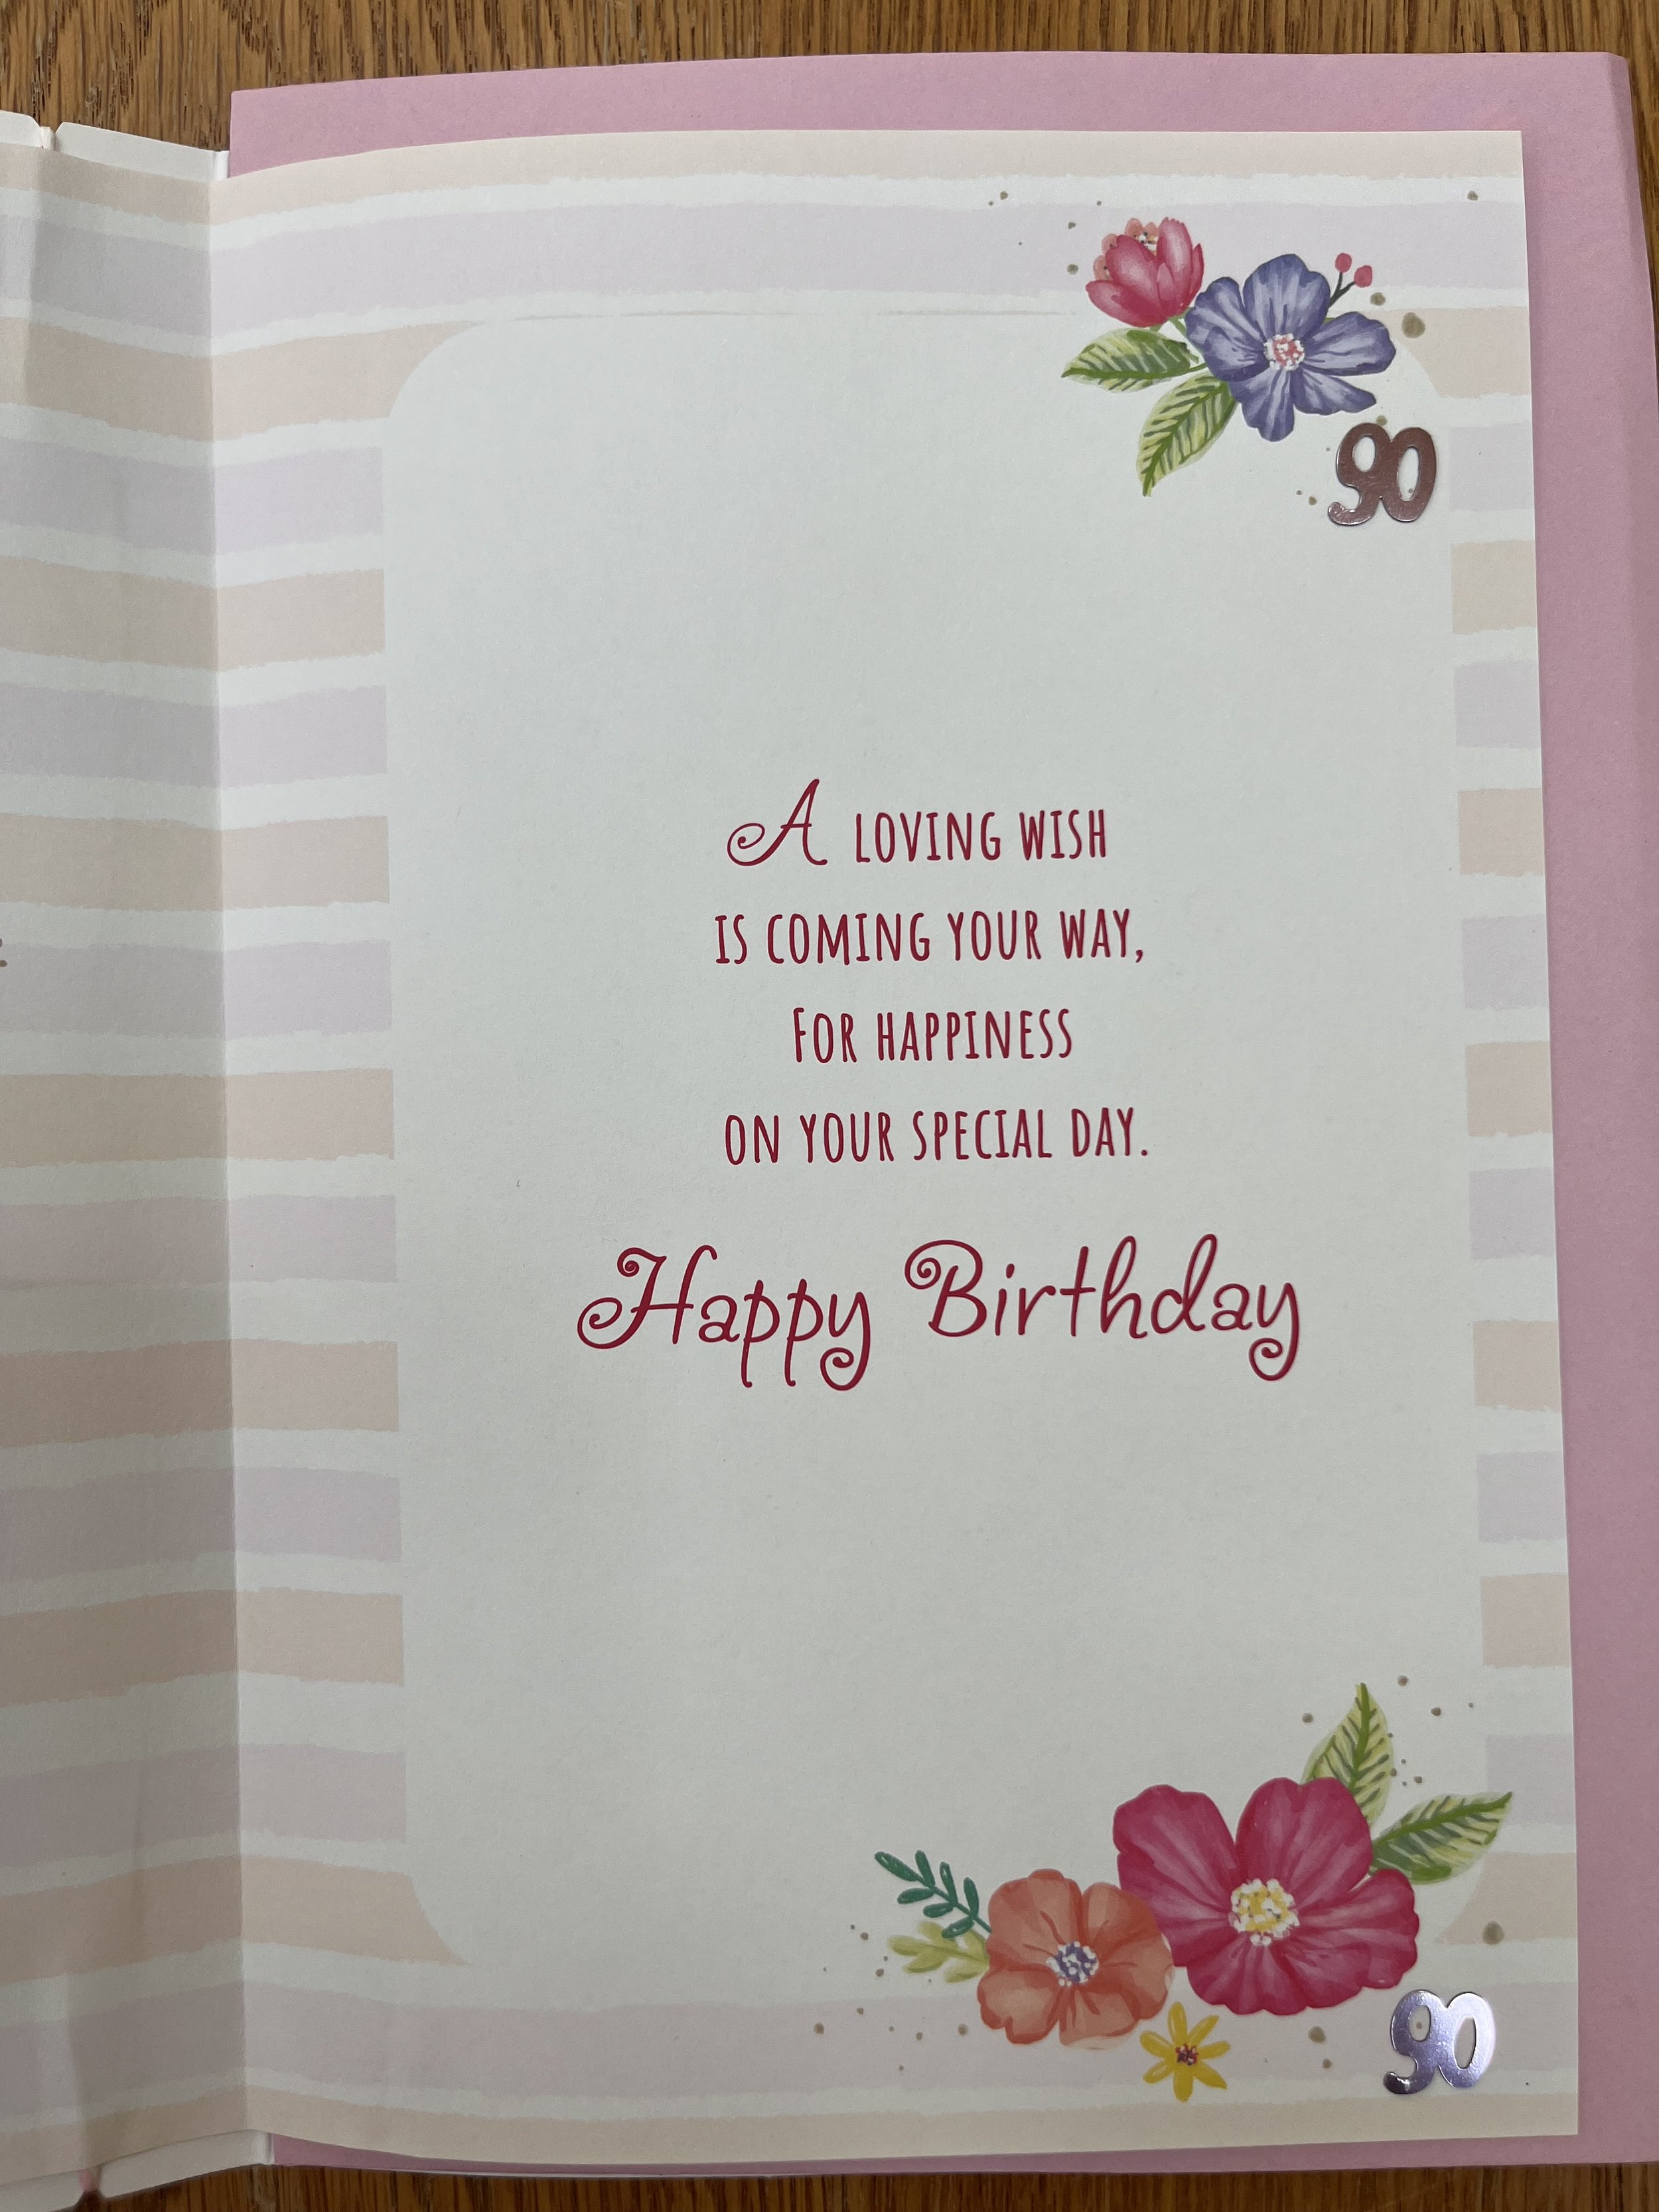 90
A LOVING WISH
IS COMING YOUR WAY,
FOR HAPPINESS
ON YOUR SPECIAL DAY.
Happy Birthday
90